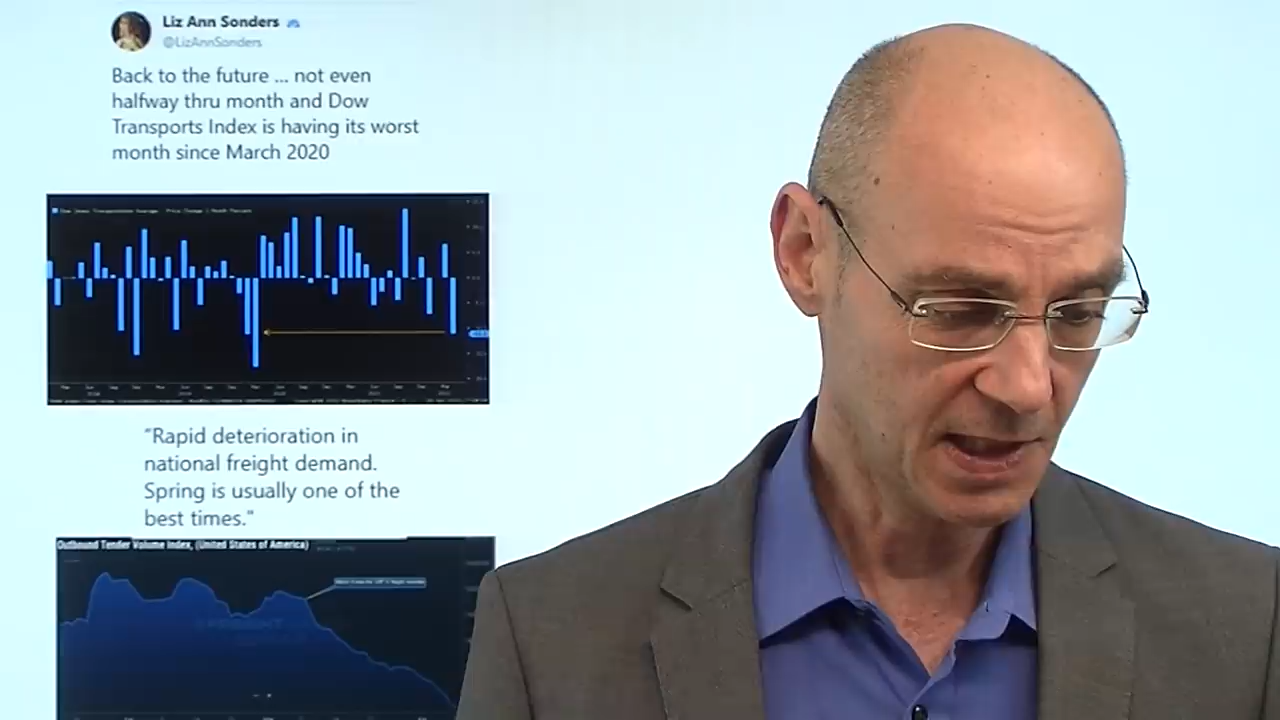 Liz Ann Sonders
@LizAnnSonders
Back to the future ... not even
halfway thru month and Dow
Transports Index is having its worst
month since March 2020
"Rapid deterioration in
national freight demand.
Spring is usually one of the
best times."
Outbound Tender Volume Index, (United States of America)